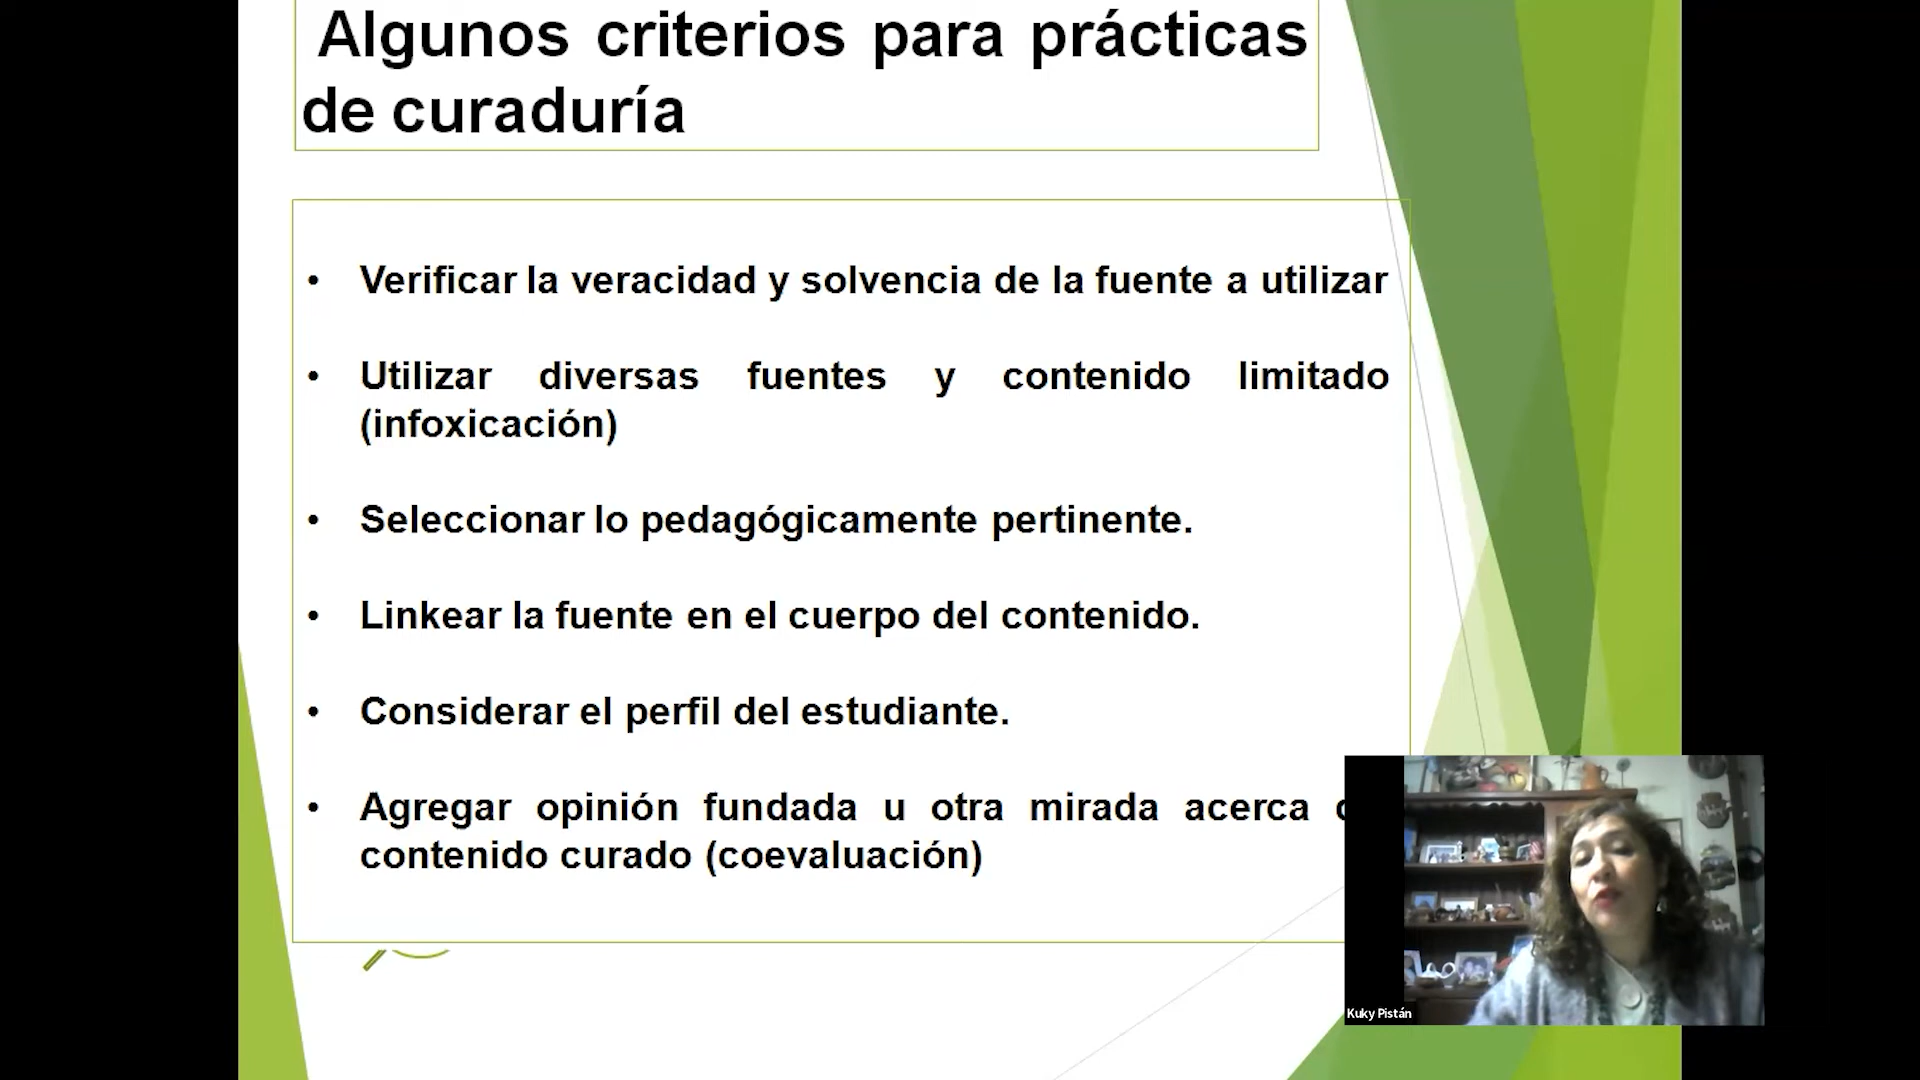 Algunos criterios para prácticas
de curaduría
• Verificar la veracidad y solvencia de la fuente a utilizar
• Utilizar diversas fuentes y contenido limitado
(infoxicación)
• Seleccionar lo pedagógicamente pertinente.
• Linkear la fuente en el cuerpo del contenido.
• Considerar el perfil del estudiante.
• Agregar opinión fundada u otra mirada acerca
contenido curado (coevaluación)
Kuky Pistán